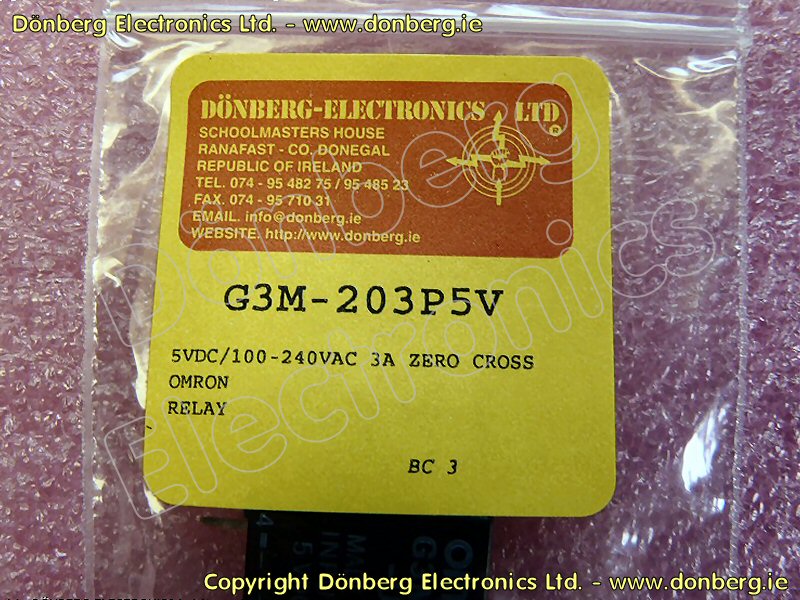 Dönberg Electronics Ltd. - www.donberg.ie
DÖNBERG-ELECTRONICS LTD
SCHOOLMASTERS HOUSE
RANAFAST - CO. DONEGAL
REPUBLIC OF IRELAND
TEL. 074 - 95 482 75 / 95 485 23
FAX. 074 - 95 710 31
EMAIL. info@donberg.ie
WEBSITE. http://www.donberg.ie
G3M-203P5V
5VDC/100-240VAC 3A ZERO CROSS
OMRON
RELAY
BC 3
Dönberg
Electronics
Copyright Dönberg Electronics Ltd. - www.donberg.ie